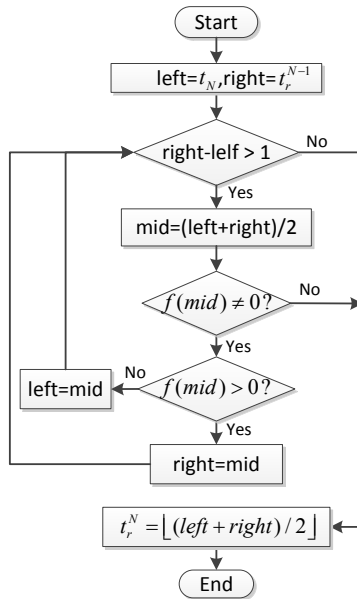 Start
left=t_N,right=t_r^{N-1}
right-lelf > 1
No
Yes
mid=(left+right)/2
f(mid)≠0?
No
Yes
f(mid)>0?
No
left=mid
Yes
right=mid
t_r^N=⌊(left+right)/2⌋
End